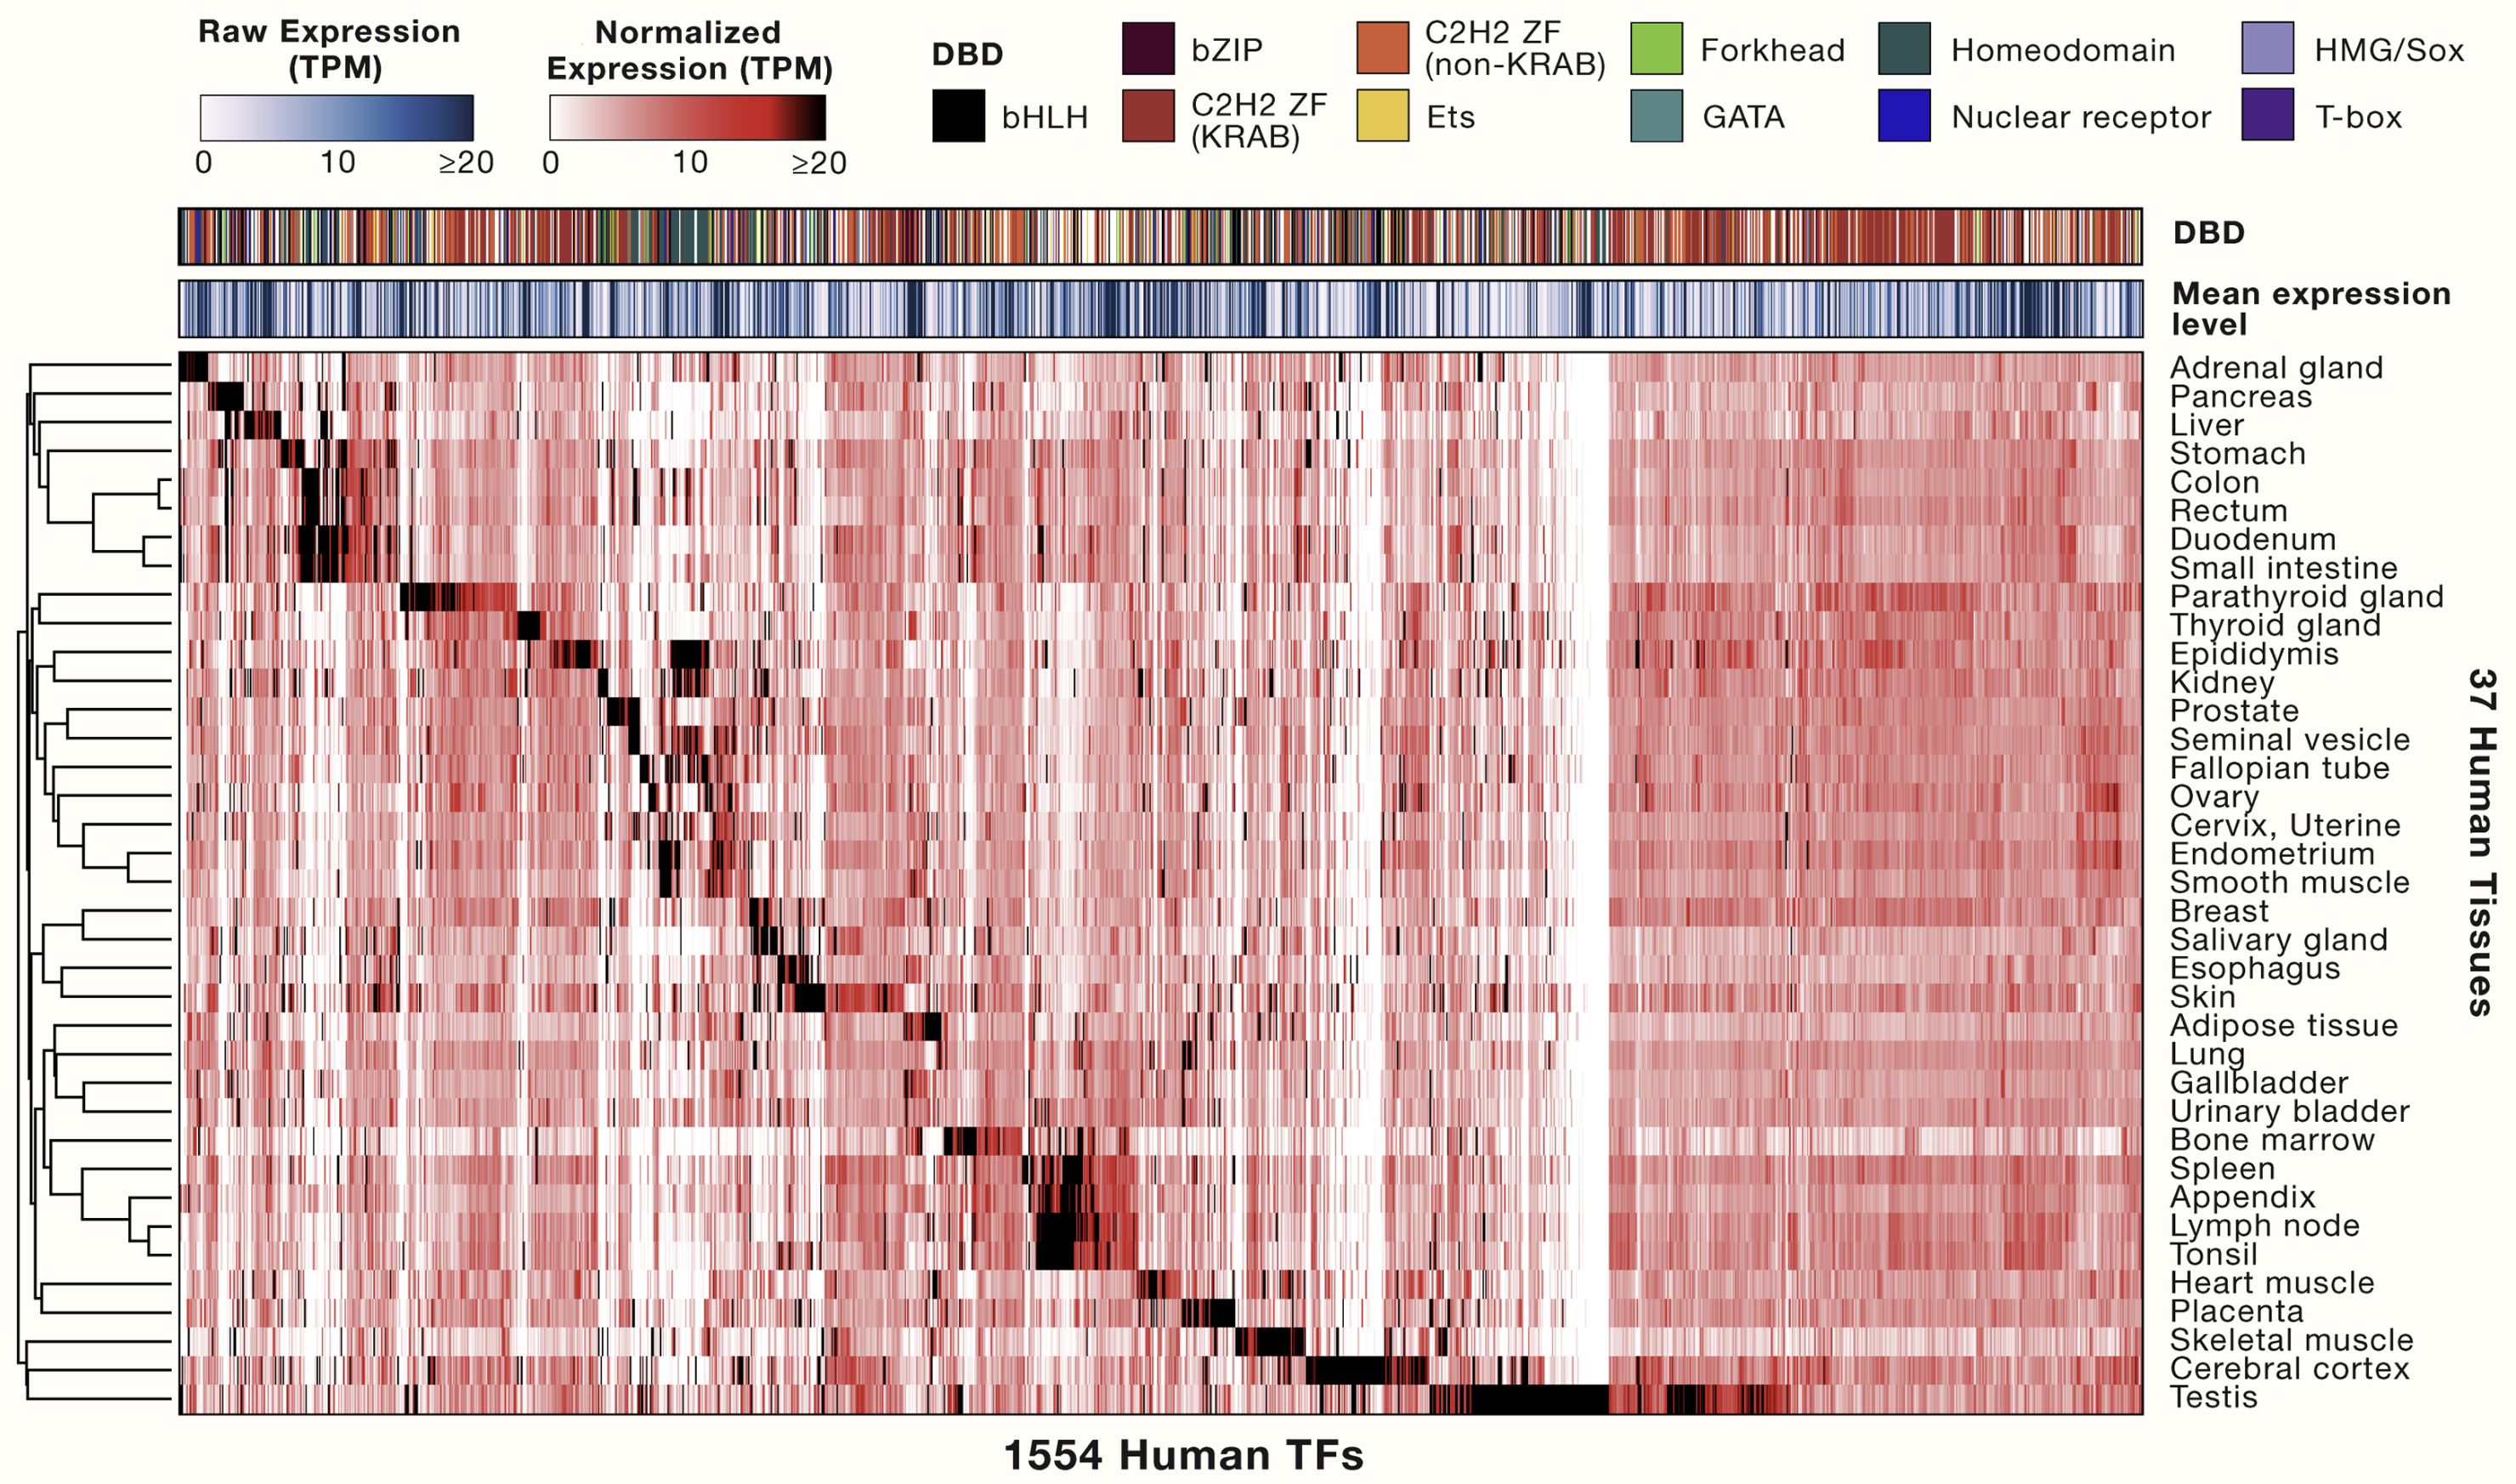 Raw Expression
(TPM)
0 10 ≥20
Normalized
Expression (TPM)
0 10 ≥20
DBD
bHLH
bZIP
C2H2 ZF
(KRAB)
C2H2 ZF
(non-KRAB)
Ets
Forkhead
GATA
Homeodomain
Nuclear receptor
HMG/Sox
T-box
DBD
Mean expression
level
Adrenal gland
Pancreas
Liver
Stomach
Colon
Rectum
Duodenum
Small intestine
Parathyroid gland
Thyroid gland
Epididymis
Kidney
Prostate
Seminal vesicle
Fallopian tube
Ovary
Cervix, Uterine
Endometrium
Smooth muscle
Breast
Salivary gland
Esophagus
Skin
Adipose tissue
Lung
Gallbladder
Urinary bladder
Bone marrow
Spleen
Appendix
Lymph node
Tonsil
Heart muscle
Placenta
Skeletal muscle
Cerebral cortex
Testis
37 Human Tissues
1554 Human TFs